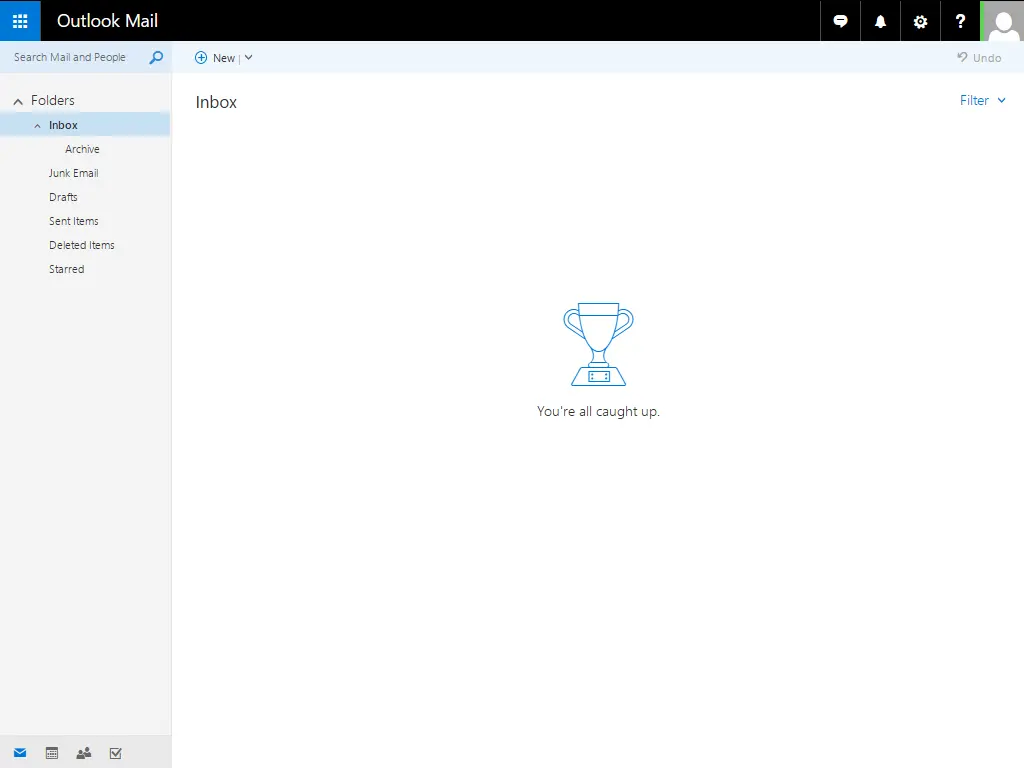 Outlook Mail
?
Search Mail and People
New
Undo
Folders
Inbox
Archive
Junk Email
Drafts
Sent Items
Deleted Items
Starred
Inbox
Filter
You're all caught up.